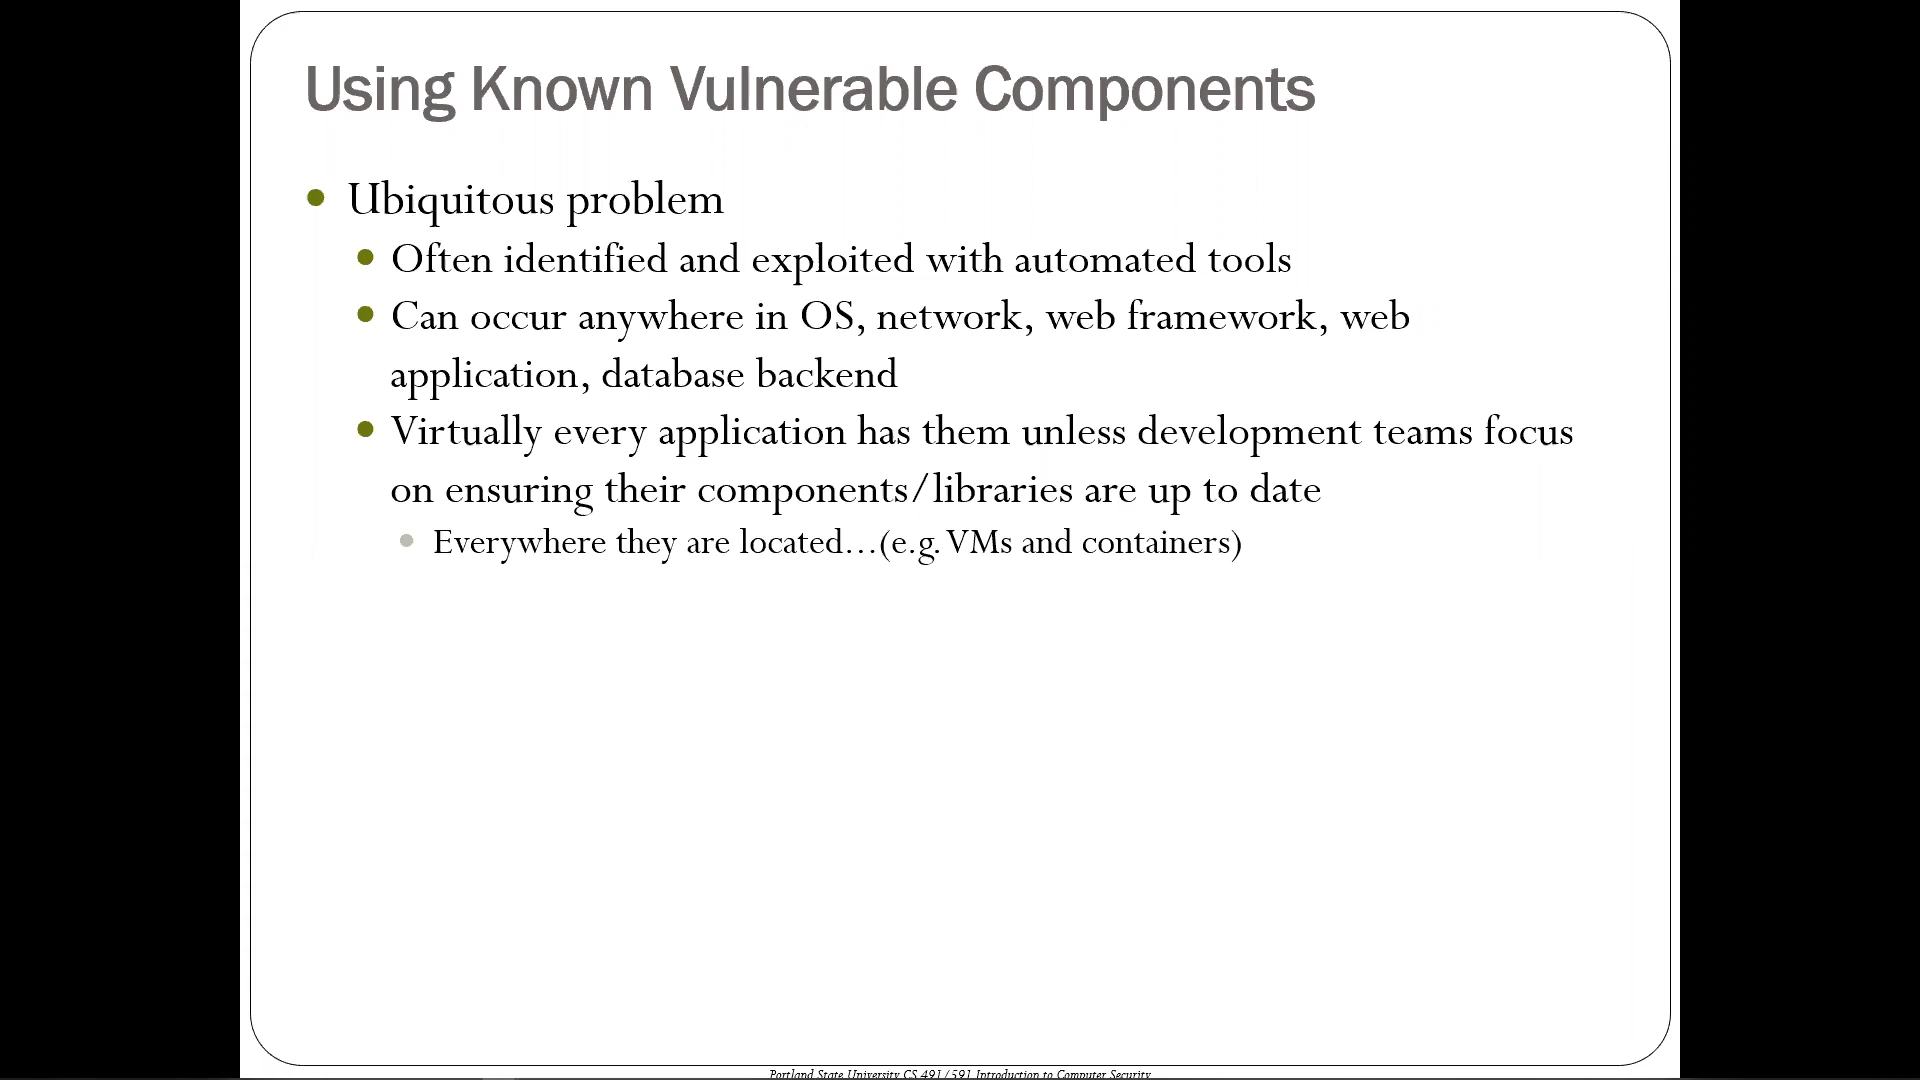 Using Known Vulnerable Components
Ubiquitous problem
Often identified and exploited with automated tools
Can occur anywhere in OS, network, web framework, web
application, database backend
Virtually every application has them unless development teams focus
on ensuring their components/libraries are up to date
Everywhere they are located…(e.g. VMs and containers)
Portland State University CS 491/591 Introduction to Computer Security